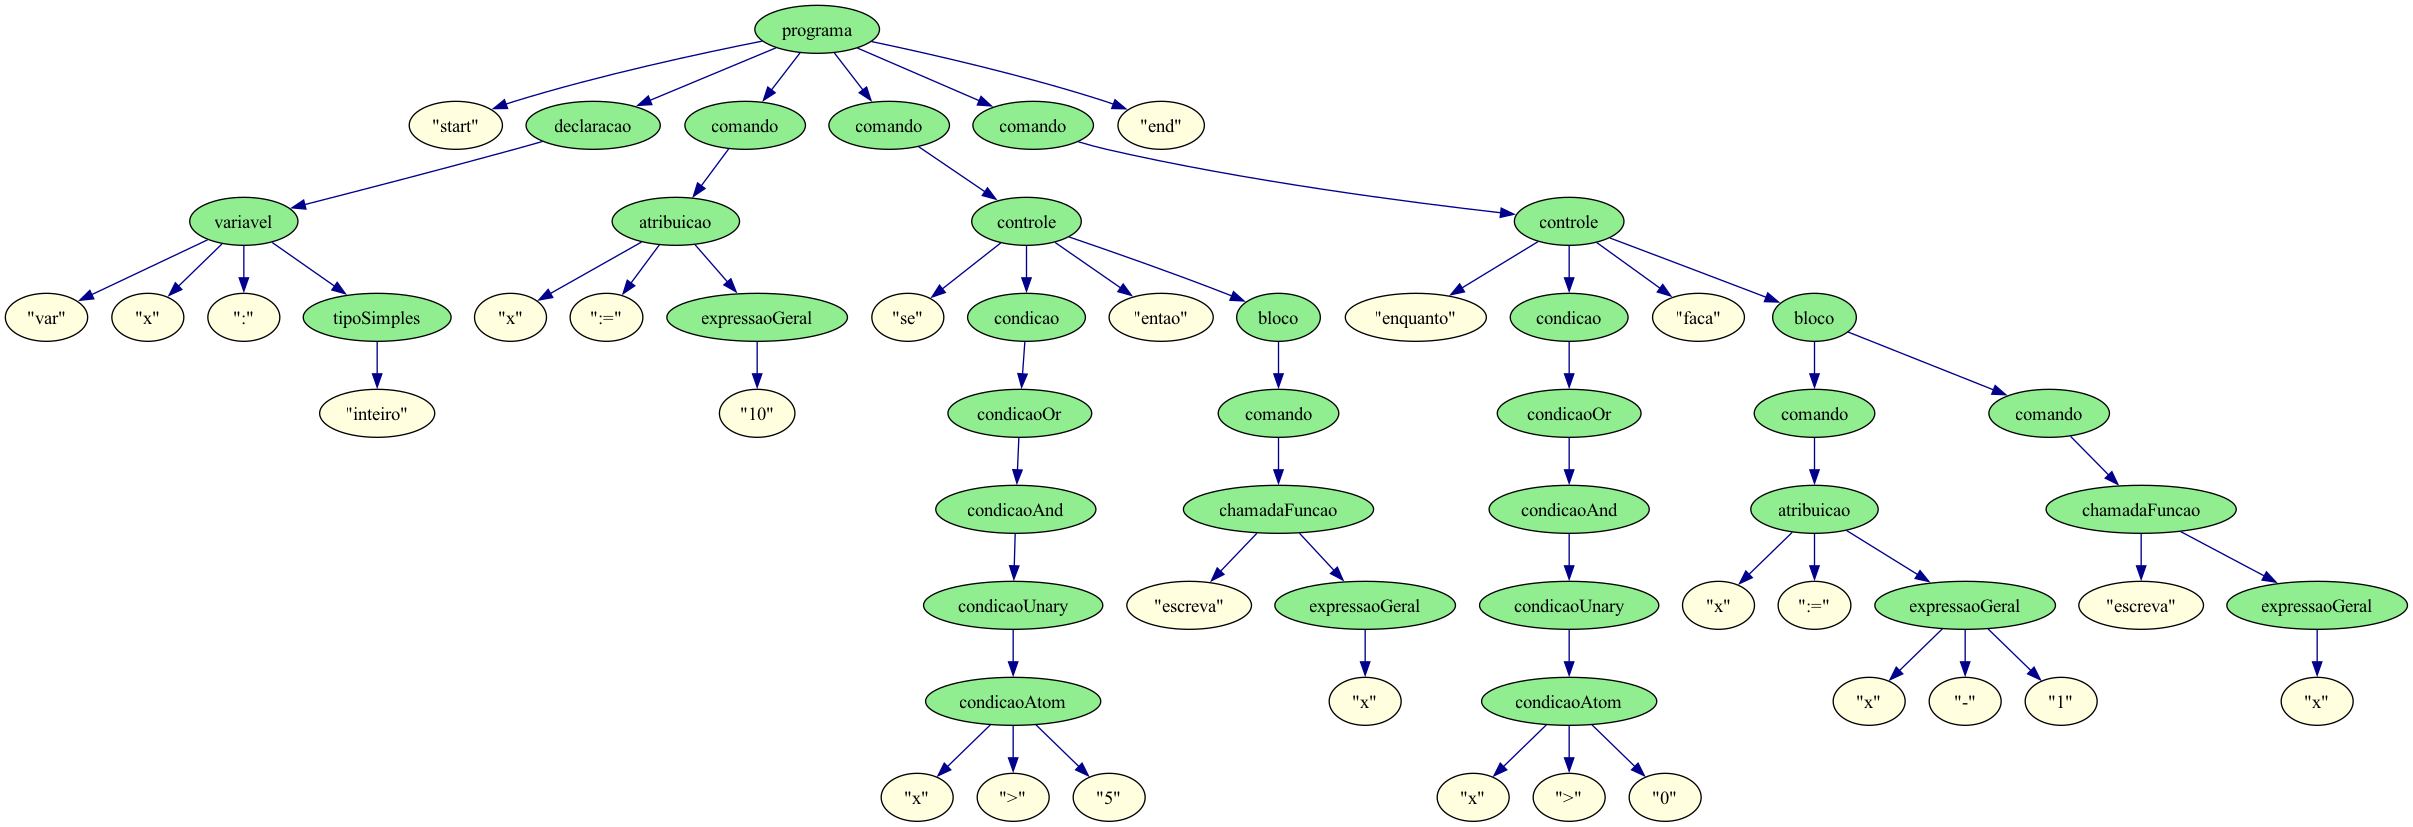 programa
"start" declaracao comando comando comando "end"
variavel atribuicao controle controle
"var" "x" ":" tipoSimples "x" ":=" expressaoGeral "se" condicao "entao" bloco "enquanto" condicao "faca" bloco
"inteiro" "10" condicaoOr comando condicaoOr comando comando
condicaoAnd chamadaFuncao condicaoAnd atribuicao chamadaFuncao
condicaoUnary "escreva" expressaoGeral condicaoUnary "x" ":=" expressaoGeral "escreva" expressaoGeral
condicaoAtom "x" condicaoAtom "x" "-" "1" "x"
"x" ">" "5" "x" ">" "0"